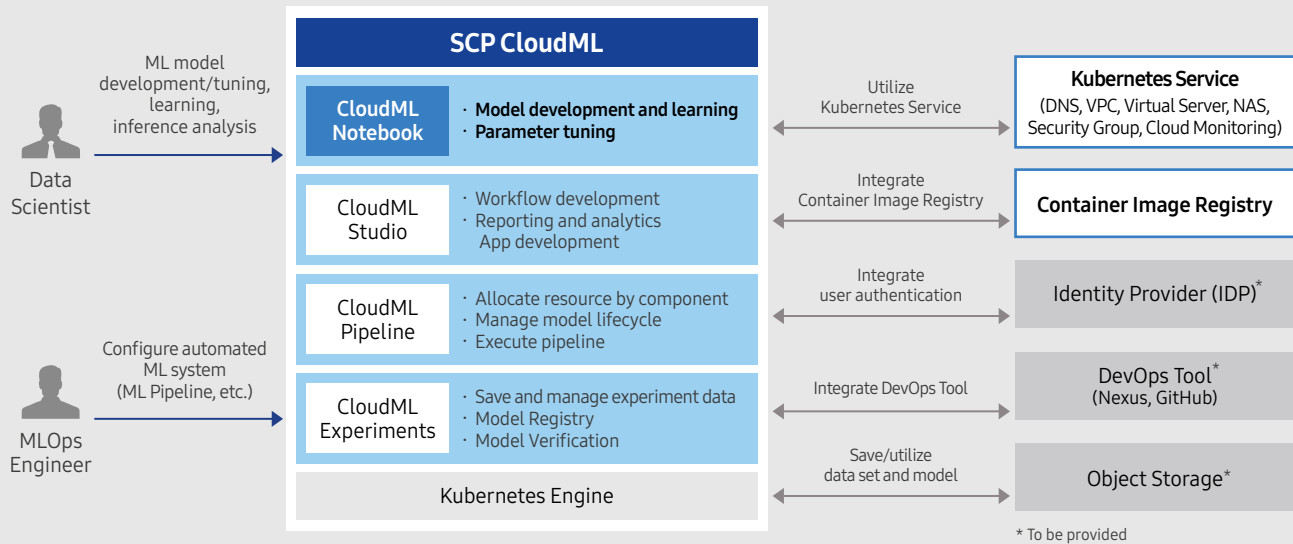 SCP CloudML
ML model
development/tuning,
learning,
inference analysis
Data
Scientist
Configure automated
ML system
(ML Pipeline, etc.)
MLOps
Engineer
CloudML
Notebook
· Model development and learning
· Parameter tuning
CloudML
Studio
· Workflow development
· Reporting and analytics
App development
CloudML
Pipeline
· Allocate resource by component
· Manage model lifecycle
· Execute pipeline
CloudML
Experiments
· Save and manage experiment data
· Model Registry
· Model Verification
Kubernetes Engine
Utilize
Kubernetes Service
Kubernetes Service
(DNS, VPC, Virtual Server, NAS,
Security Group, Cloud Monitoring)
Integrate
Container Image Registry
Container Image Registry
Integrate
user authentication
Identity Provider (IDP)*
Integrate DevOps Tool
DevOps Tool*
(Nexus, GitHub)
Save/utilize
data set and model
Object Storage*
* To be provided